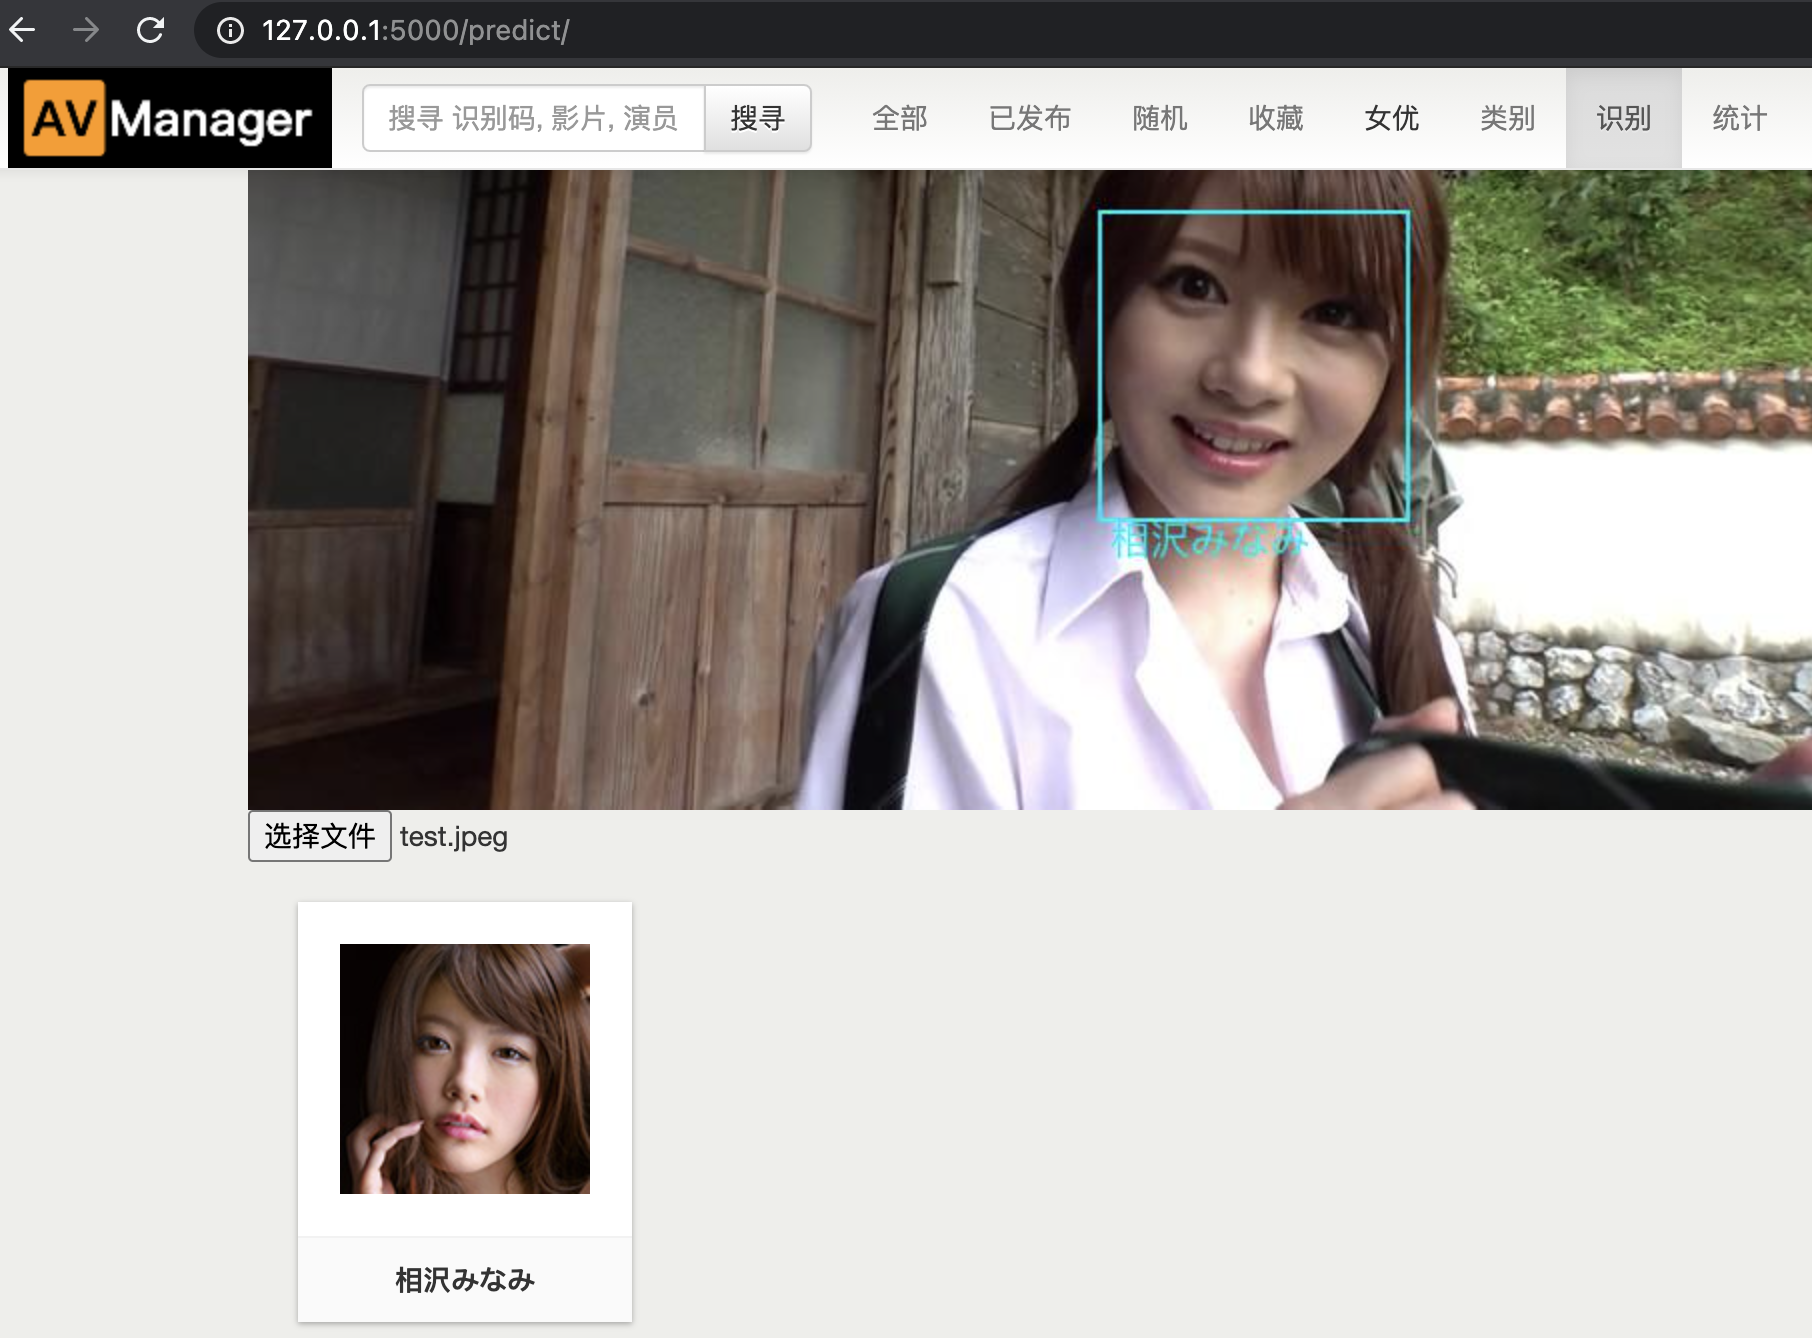 127.0.0.1:5000/predict/
AV Manager
搜寻 识别码, 影片, 演员
搜寻
全部
已发布
随机
收藏
女优
类别
识别
统计
相沢みなみ
选择文件 test.jpeg
相沢みなみ